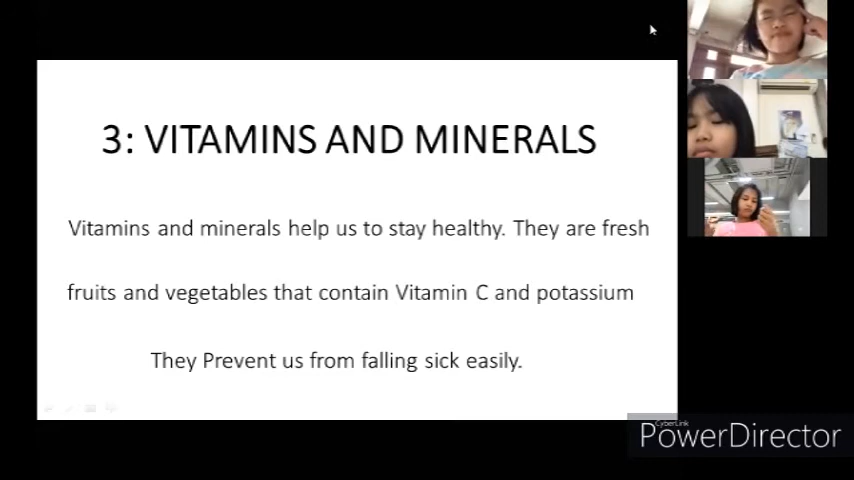 3: VITAMINS AND MINERALS
Vitamins and minerals help us to stay healthy. They are fresh
fruits and vegetables that contain Vitamin C and potassium
They Prevent us from falling sick easily.
CyberLink
PowerDirector